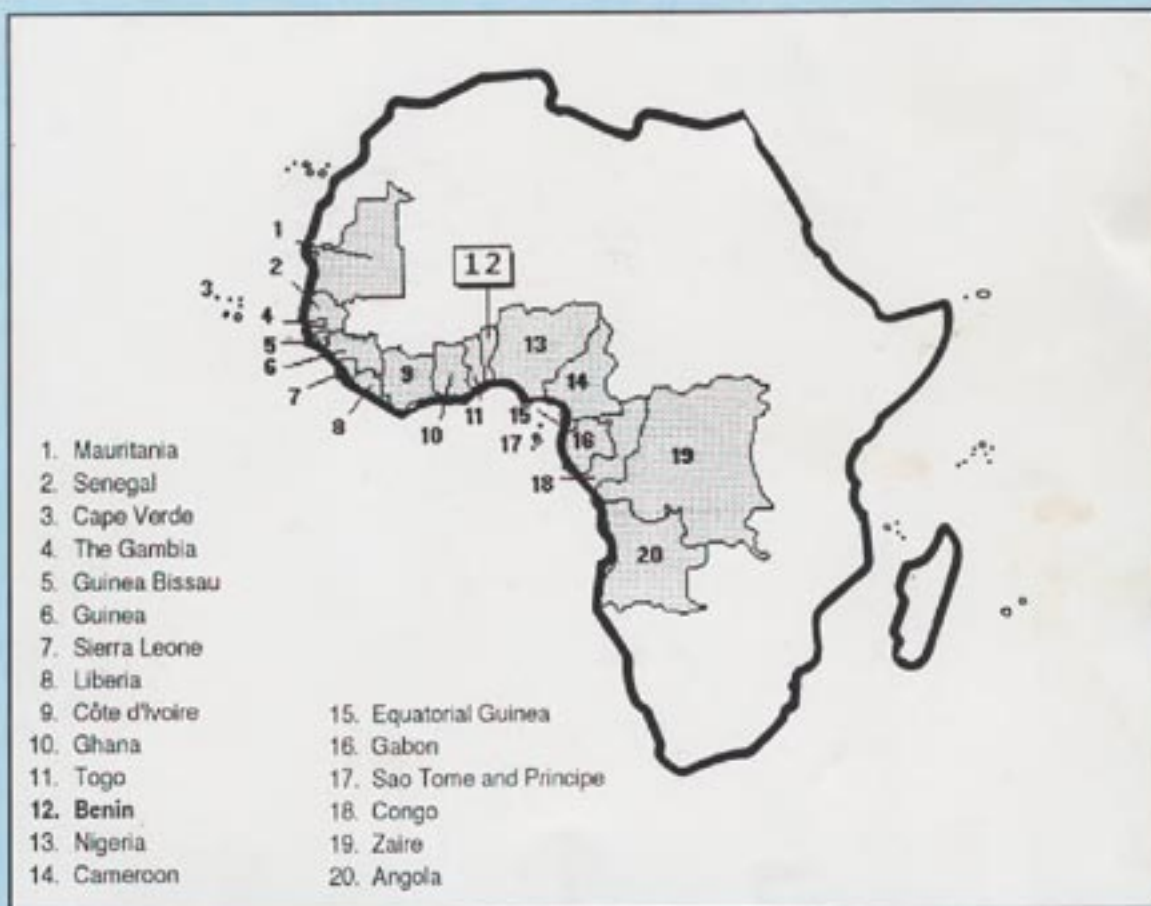 1
2
3
4
5
6
7
8
9
10
11
12
13
14
15
16
17
18
19
20
1. Mauritania
2. Senegal
3. Cape Verde
4. The Gambia
5. Guinea Bissau
6. Guinea
7. Sierra Leone
8. Liberia
9. Côte d'Ivoire
10. Ghana
11. Togo
12. Benin
13. Nigeria
14. Cameroon
15. Equatorial Guinea
16. Gabon
17. Sao Tome and Principe
18. Congo
19. Zaire
20. Angola